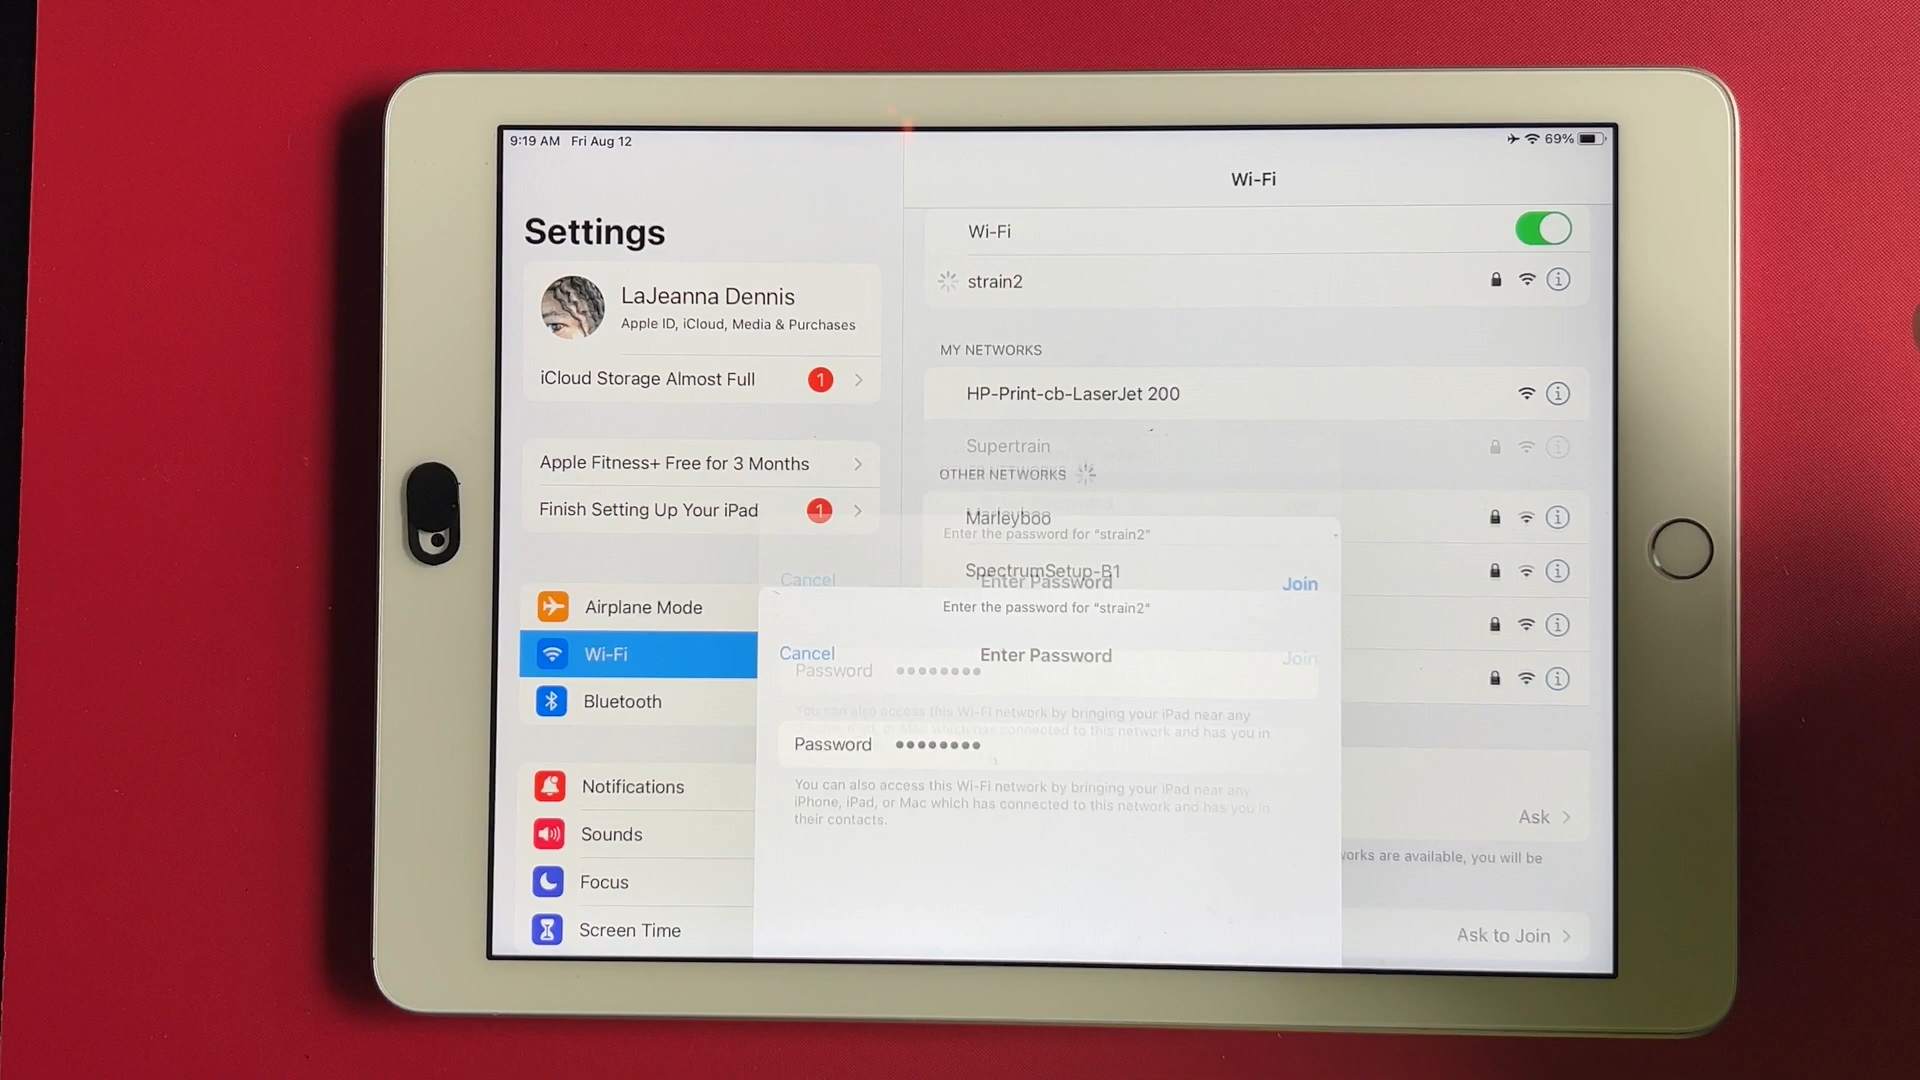 9:19 AM Fri Aug 12
69%
Settings
LaJeanna Dennis
Apple ID, iCloud, Media & Purchases
iCloud Storage Almost Full 1
Apple Fitness+ Free for 3 Months
Finish Setting Up Your iPad 1
Airplane Mode
Wi-Fi
Bluetooth
Notifications
Sounds
Focus
Screen Time
Wi-Fi
Wi-Fi
strain2
MY NETWORKS
HP-Print-cb-LaserJet 200
Supertrain
OTHER NETWORKS
Marleyboo
Enter the password for “strain2”
SpectrumSetup-B1
Cancel Enter Password Join
Enter the password for “strain2”
Cancel Enter Password Join
Password ••••••••
You can also access this Wi-Fi network by bringing your iPad near any
or Mac which has connected to this network and has you in
Password ••••••••
You can also access this Wi-Fi network by bringing your iPad near any
iPhone, iPad, or Mac which has connected to this network and has you in
their contacts.
Ask
works are available, you will be
Ask to Join